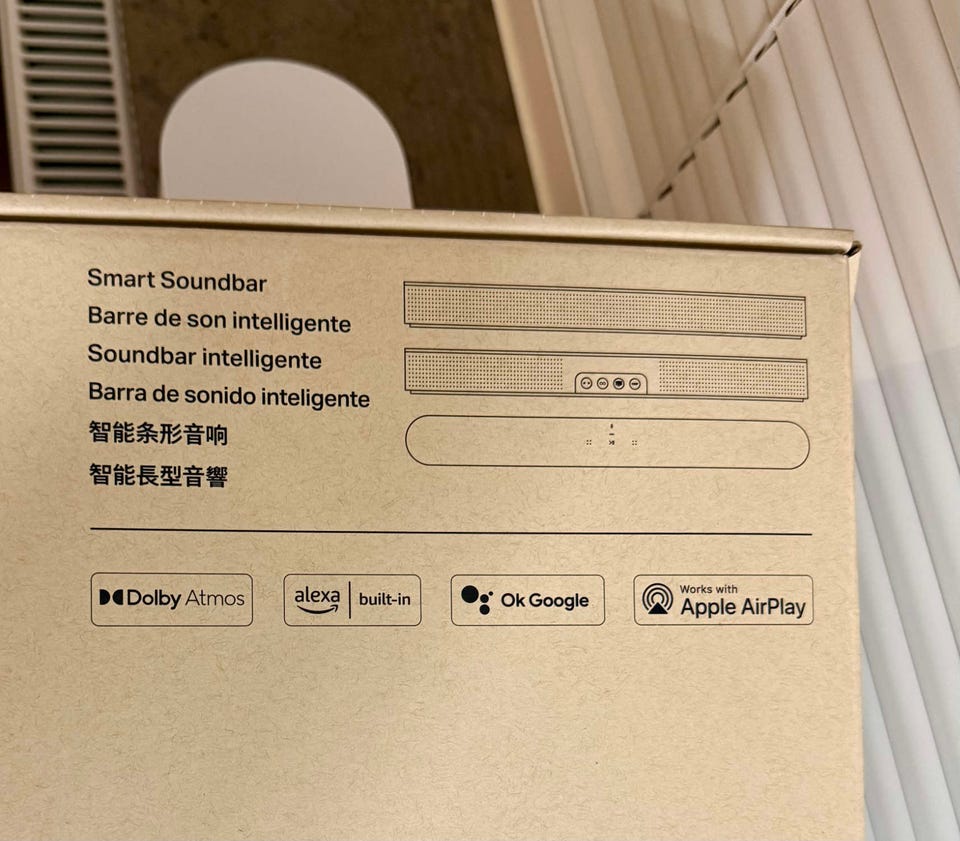 Smart Soundbar
Barre de son intelligente
Soundbar intelligente
Barra de sonido inteligente
智能条形音响
智能長型音響
Dolby Atmos
alexa built-in
Ok Google
Works with
Apple AirPlay